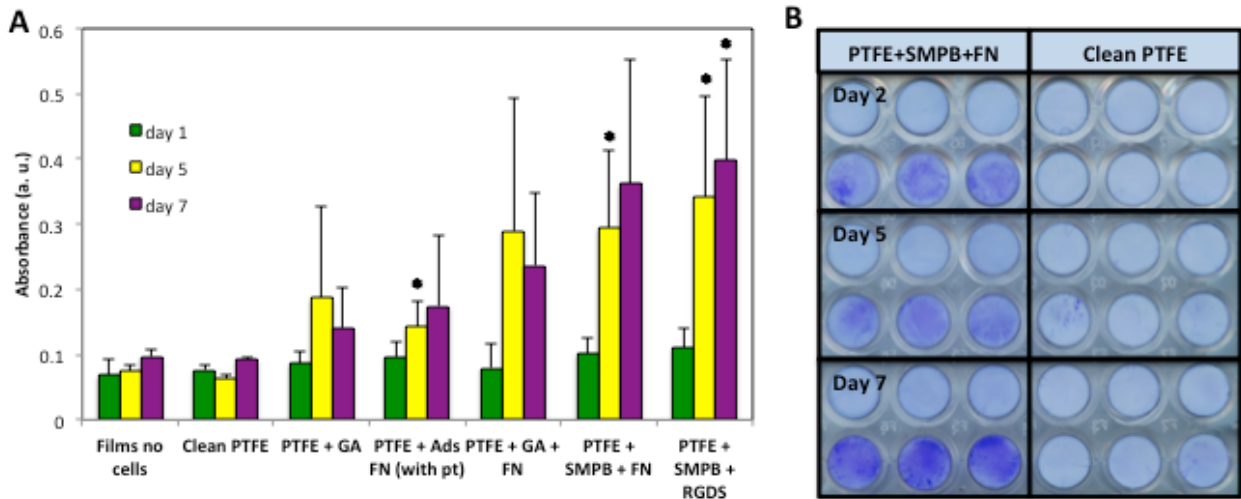 A
0.6
0.5
0.4
0.3
0.2
0.1
0
Absorbance (a. u.)
day 1
day 5
day 7
Films no
cells
Clean PTFE
PTFE + GA
PTFE + Ads
FN (with pt)
PTFE + GA +
FN
PTFE +
SMPB + FN
PTFE +
SMPB +
RGDS
B
PTFE+SMPB+FN
Clean PTFE
Day 2
Day 5
Day 7